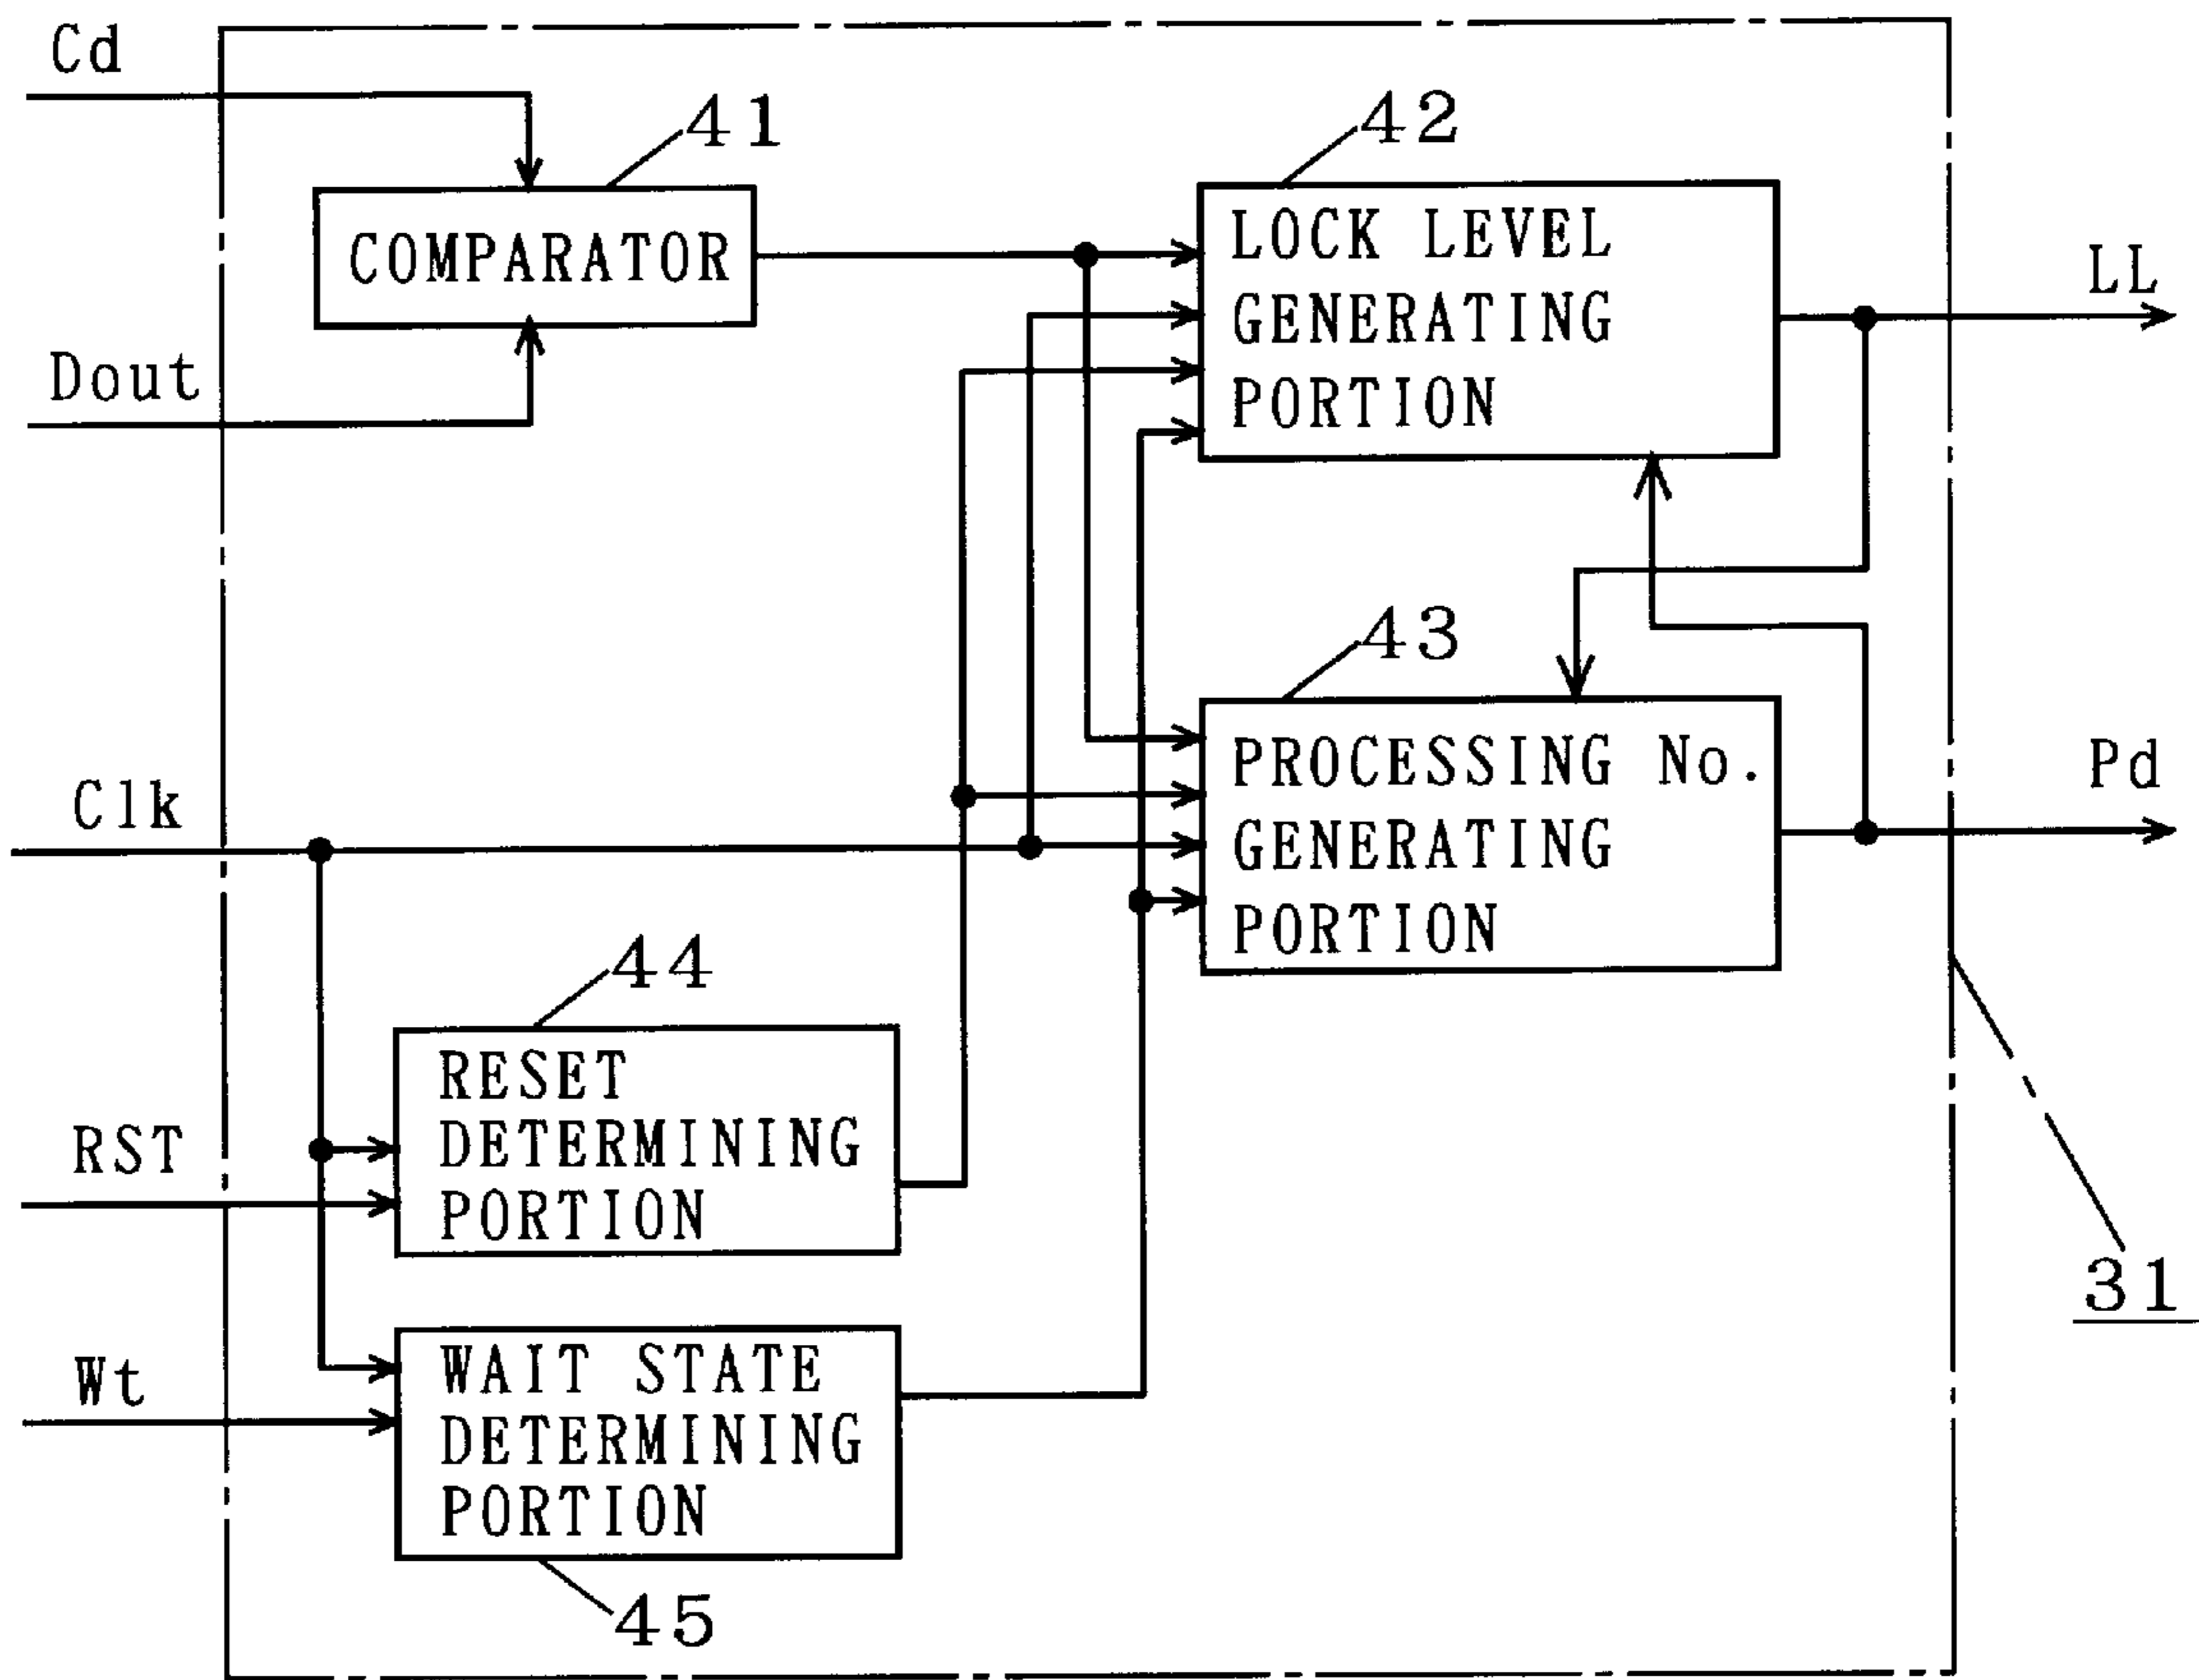 Cd
41
42
COMPARATOR
LOCK LEVEL
GENERATING
PORTION
LL
Dout
43
PROCESSING No.
GENERATING
PORTION
Pd
Clk
44
RESET
DETERMINING
PORTION
RST
31
WAIT STATE
DETERMINING
PORTION
Wt
45